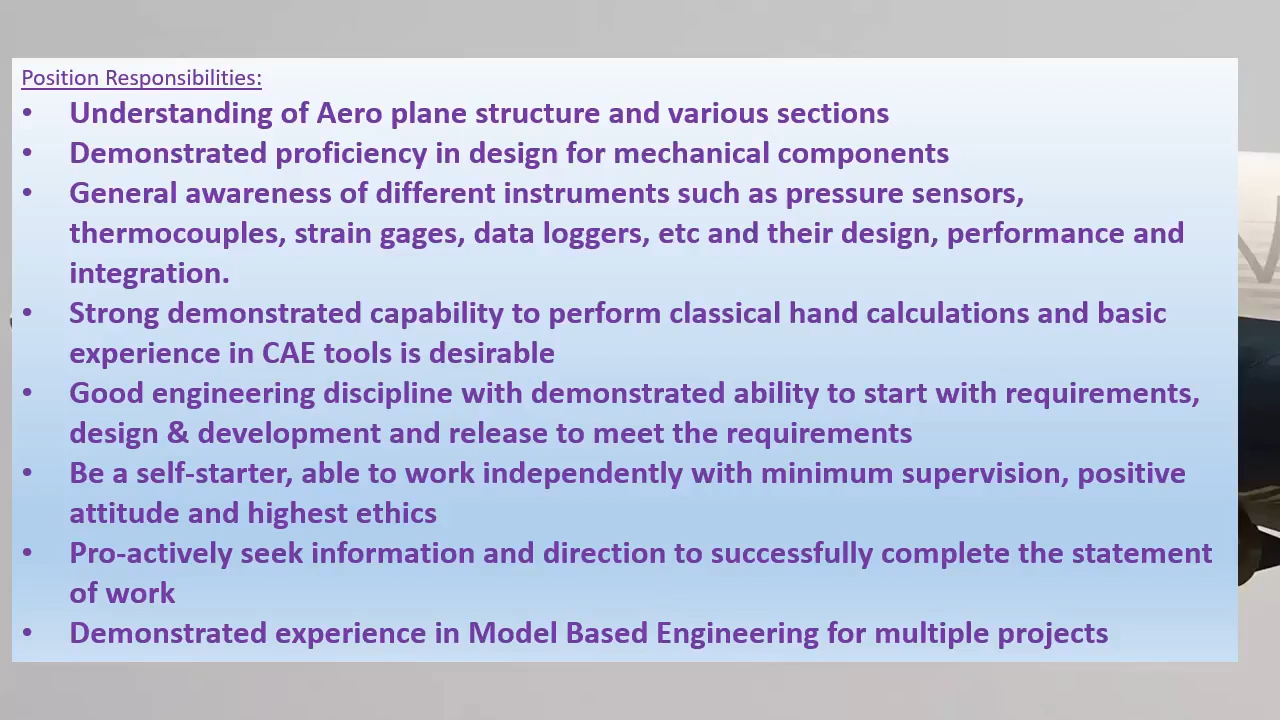 Position Responsibilities:
• Understanding of Aero plane structure and various sections
• Demonstrated proficiency in design for mechanical components
• General awareness of different instruments such as pressure sensors,
thermocouples, strain gages, data loggers, etc and their design, performance and
integration.
• Strong demonstrated capability to perform classical hand calculations and basic
experience in CAE tools is desirable
• Good engineering discipline with demonstrated ability to start with requirements,
design & development and release to meet the requirements
• Be a self-starter, able to work independently with minimum supervision, positive
attitude and highest ethics
• Pro-actively seek information and direction to successfully complete the statement
of work
• Demonstrated experience in Model Based Engineering for multiple projects